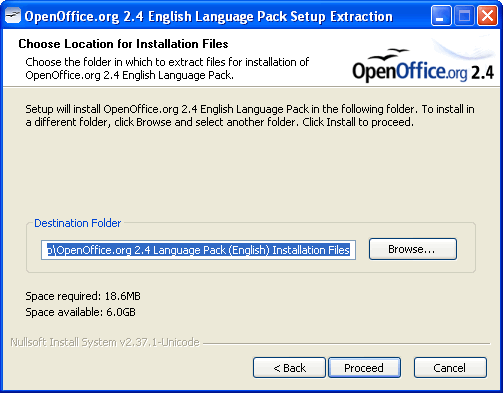 OpenOffice.org 2.4 English Language Pack Setup Extraction
Choose Location for Installation Files
Choose the folder in which to extract files for installation of
OpenOffice.org 2.4 English Language Pack.
OpenOffice.org 2.4
Setup will install OpenOffice.org 2.4 English Language Pack in the following folder. To install in
a different folder, click Browse and select another folder. Click Install to proceed.
Destination Folder
p\OpenOffice.org 2.4 Language Pack (English) Installation Files
Browse...
Space required: 18.6MB
Space available: 6.0GB
Nullsoft Install System v2.37.1-Unicode
< Back
Proceed
Cancel